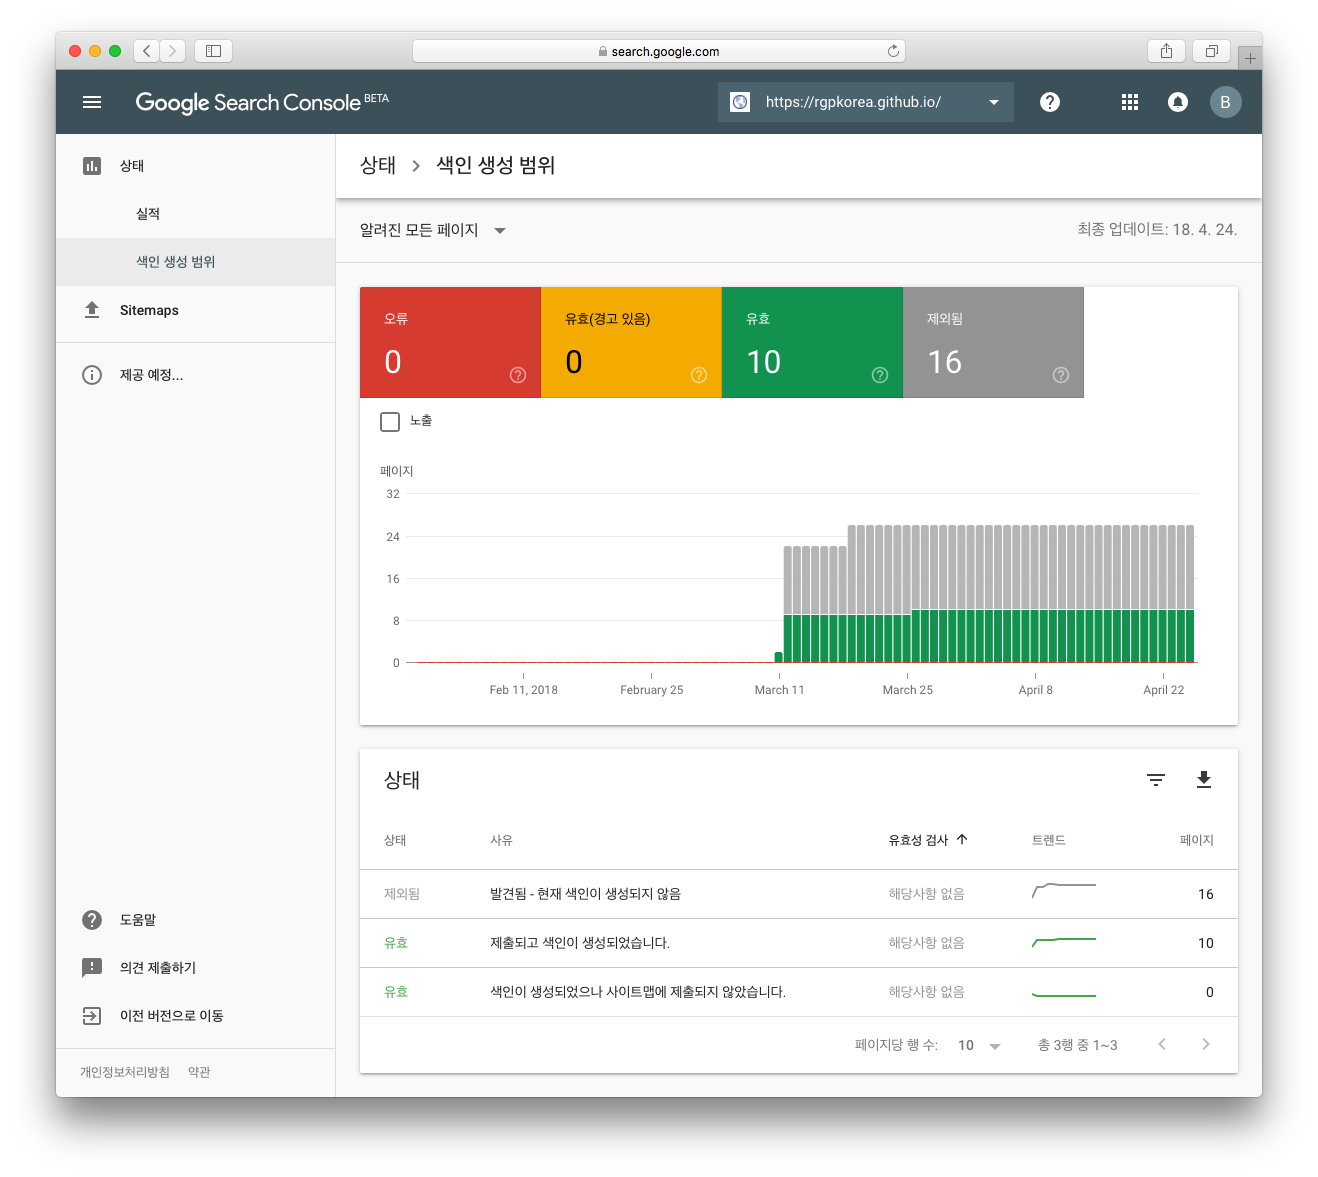 search.google.com
Google Search Console BETA
https://rgpkorea.github.io/
B
상태
실적
색인 생성 범위
Sitemaps
제공 예정...
도움말
의견 제출하기
이전 버전으로 이동
개인정보처리방침 약관
상태 > 색인 생성 범위
알려진 모든 페이지
최종 업데이트: 18. 4. 24.
오류
0
유효(경고 있음)
0
유효
10
제외됨
16
노출
페이지
32
24
16
8
0
Feb 11, 2018 February 25 March 11 March 25 April 8 April 22
상태
상태 사유 유효성 검사 트렌드 페이지
제외됨 발견됨 - 현재 색인이 생성되지 않음 해당사항 없음 16
유효 제출되고 색인이 생성되었습니다. 해당사항 없음 10
유효 색인이 생성되었으나 사이트맵에 제출되지 않았습니다. 해당사항 없음 0
페이지당 행 수: 10 총 3행 중 1~3